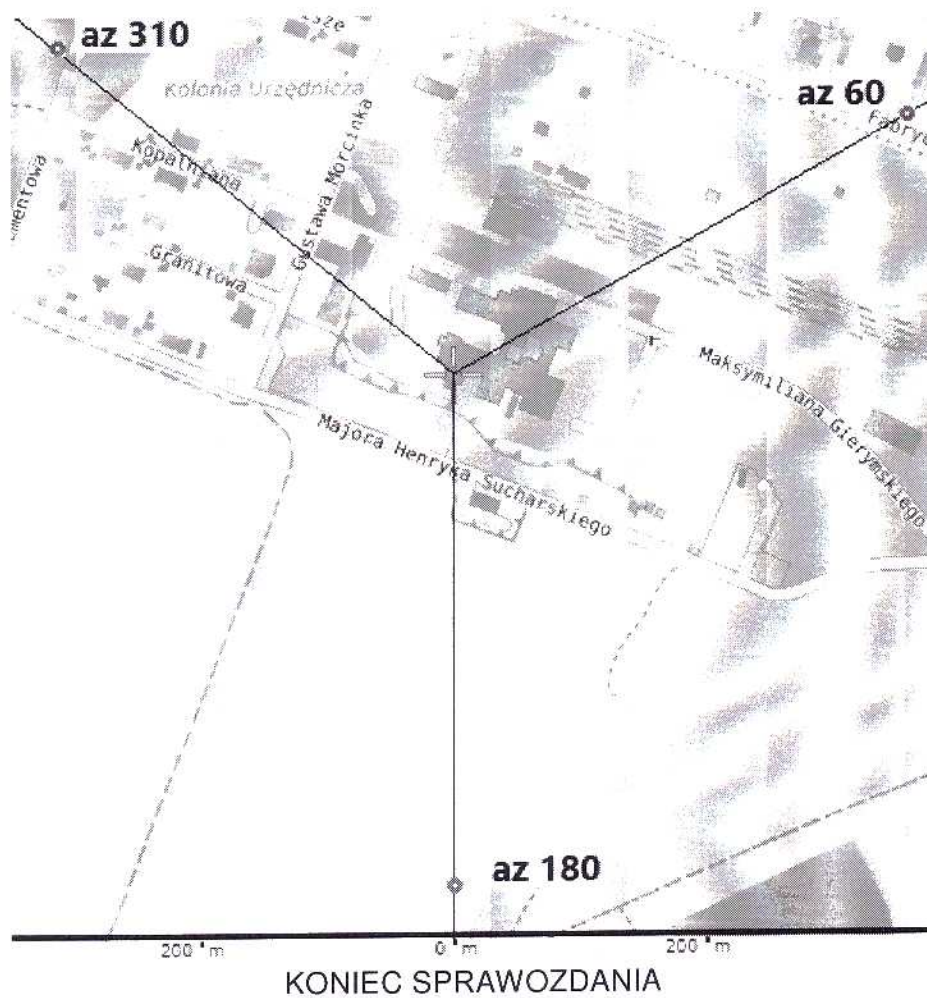 az 310
Kolonia Urzędnicza
az 60
Kopalniana
Gustawa Morcinka
Granitowa
Maksymiliana Gierymskiego
Majora Henryka Sucharskiego
az 180
200 m
0 m
200 m
KONIEC SPRAWOZDANIA